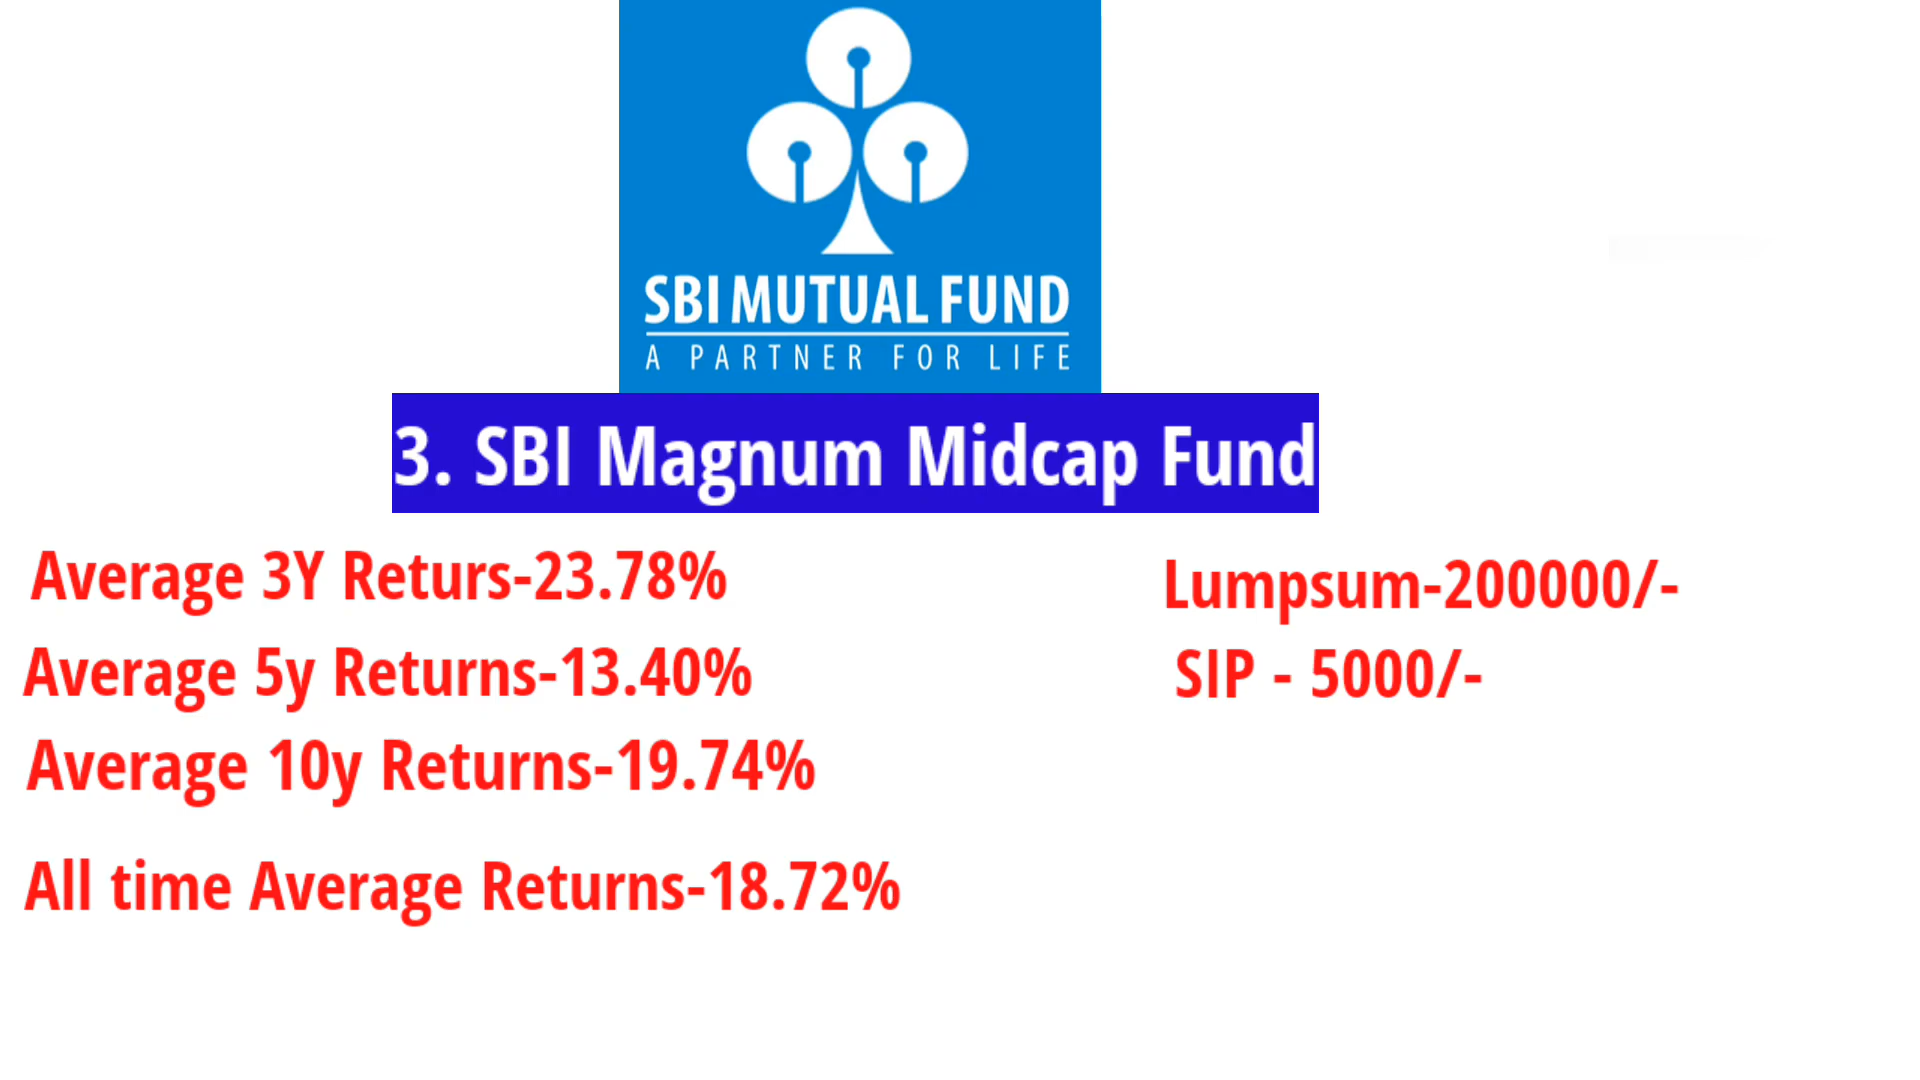 SBI MUTUAL FUND
A PARTNER FOR LIFE
3. SBI Magnum Midcap Fund
Average 3Y Returs-23.78%
Average 5y Returns-13.40%
Average 10y Returns-19.74%
All time Average Returns-18.72%
Lumpsum-200000/-
SIP - 5000/-